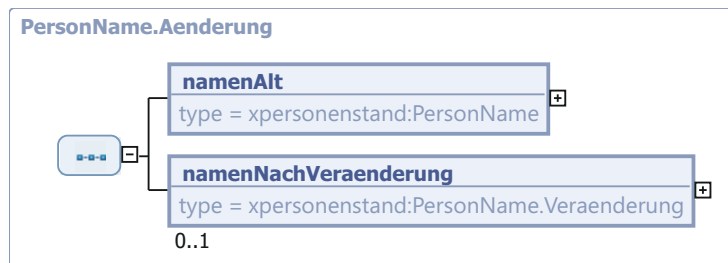 PersonName.Aenderung
namenAlt
type = xpersonenstand:PersonName
namenNachVeraenderung
type = xpersonenstand:PersonName.Veraenderung
0..1